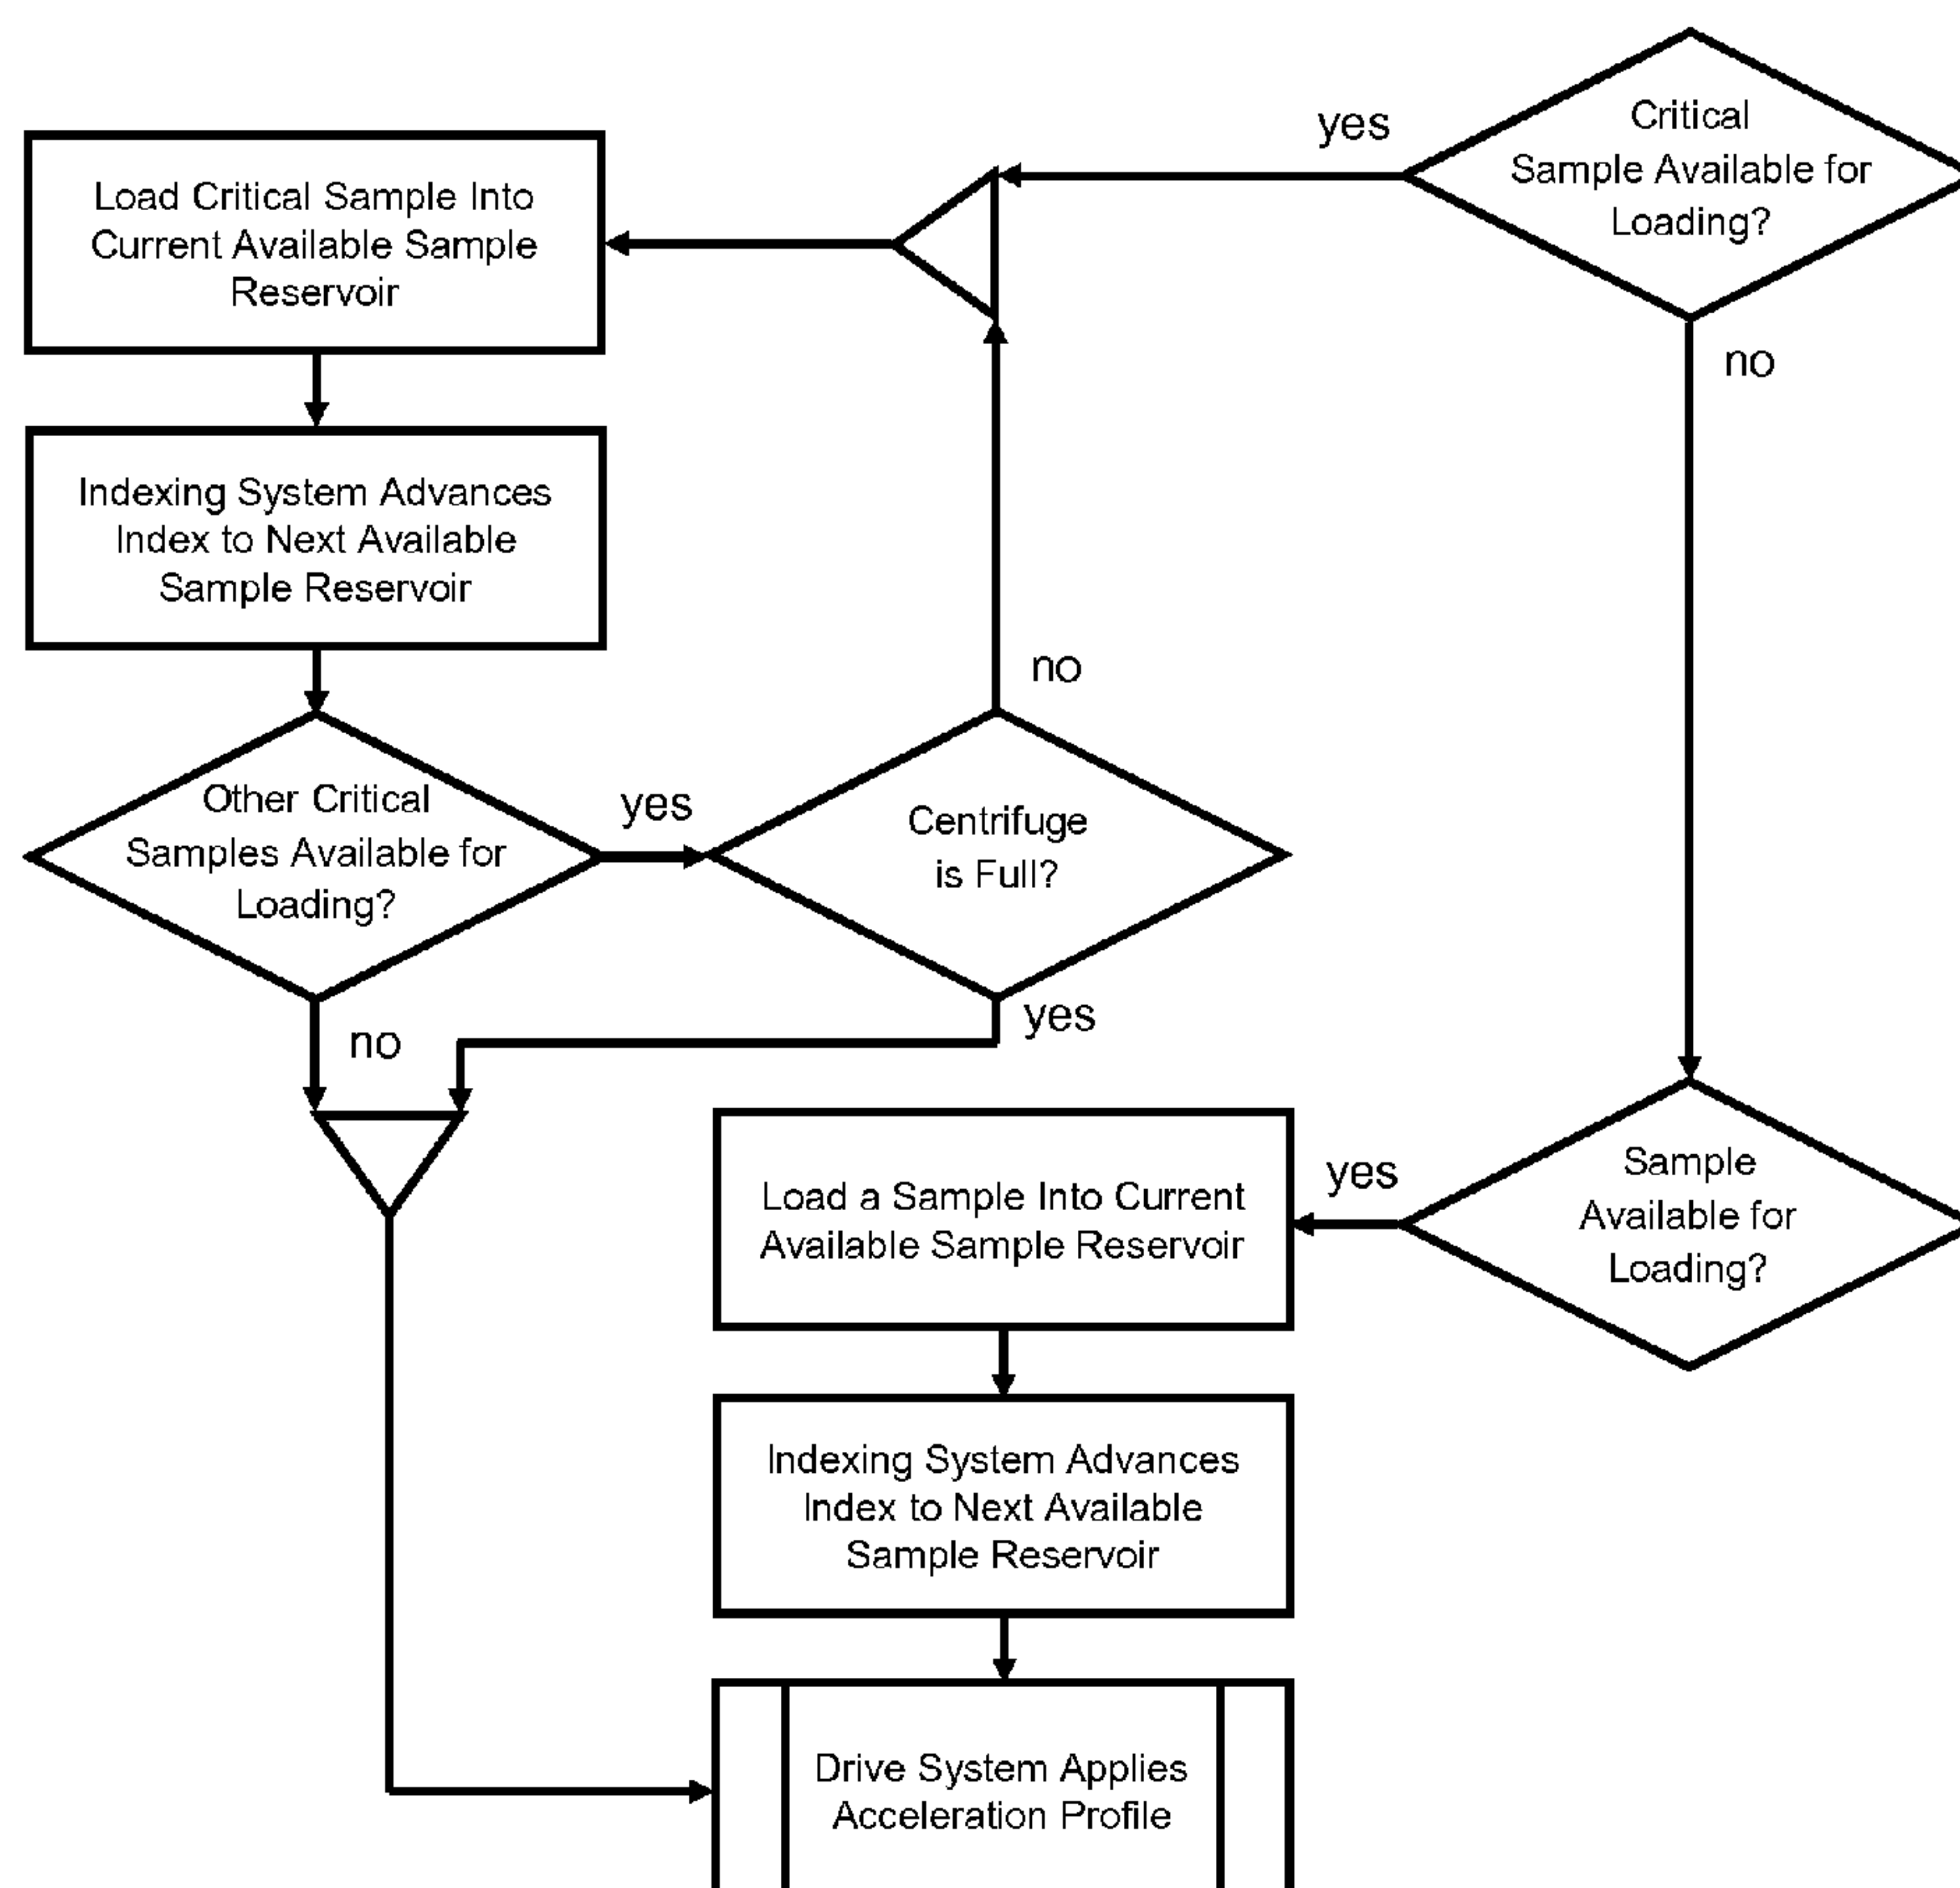 Critical
Sample Available for
Loading?
yes
no
Load Critical Sample Into
Current Available Sample
Reservoir
Indexing System Advances
Index to Next Available
Sample Reservoir
Other Critical
Samples Available for
Loading?
yes
no
Centrifuge
is Full?
no
yes
Sample
Available for
Loading?
yes
Load a Sample Into Current
Available Sample Reservoir
Indexing System Advances
Index to Next Available
Sample Reservoir
Drive System Applies
Acceleration Profile